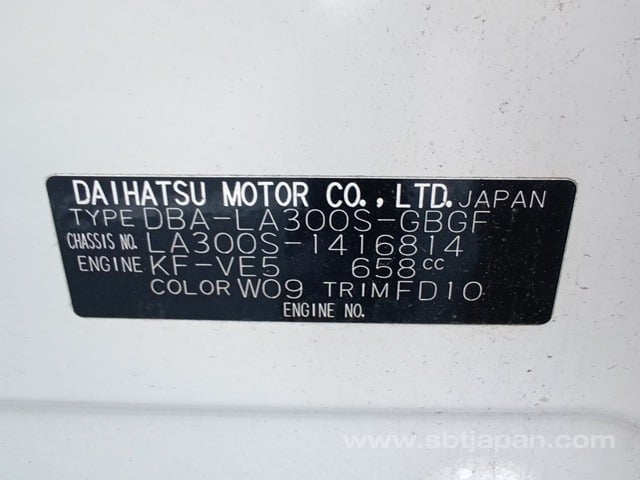 DAIHATSU MOTOR CO., LTD. JAPAN
TYPE DBA-LA300S-GBGF
CHASSIS NO. LA300S-1416814
ENGINE KF-VE5 658cc
COLOR W09 TRIM FD10
ENGINE NO.
www.sbtjapan.com